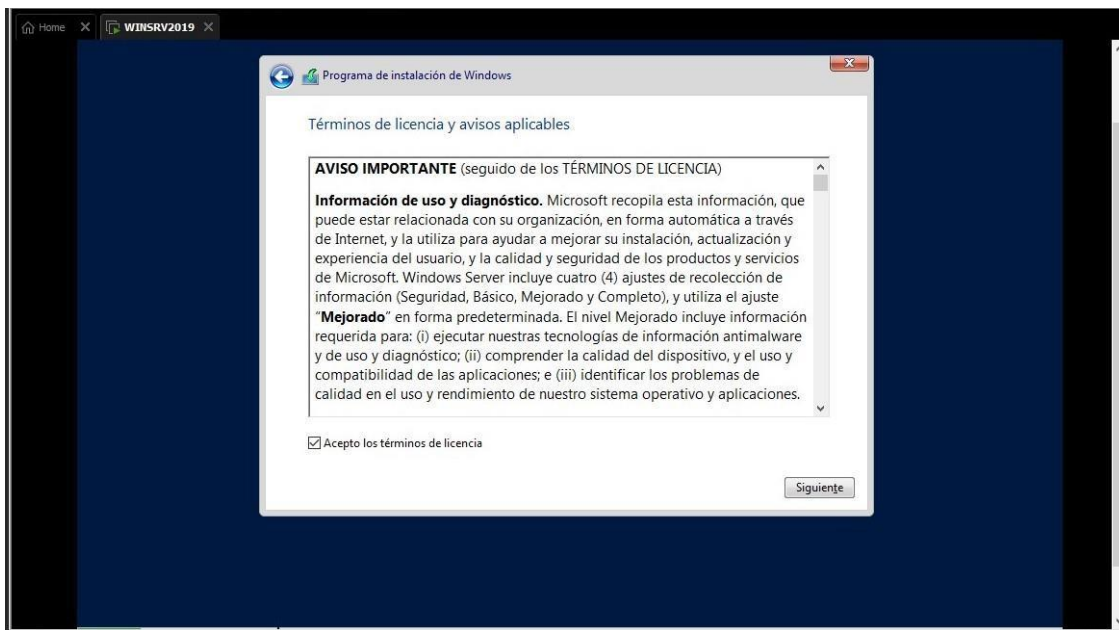 Home
WINSRV2019
Programa de instalación de Windows
Términos de licencia y avisos aplicables
AVISO IMPORTANTE (seguido de los TÉRMINOS DE LICENCIA)
Información de uso y diagnóstico. Microsoft recopila esta información, que
puede estar relacionada con su organización, en forma automática a través
de Internet, y la utiliza para ayudar a mejorar su instalación, actualización y
experiencia del usuario, y la calidad y seguridad de los productos y servicios
de Microsoft. Windows Server incluye cuatro (4) ajustes de recolección de
información (Seguridad, Básico, Mejorado y Completo), y utiliza el ajuste
“Mejorado” en forma predeterminada. El nivel Mejorado incluye información
requerida para: (i) ejecutar nuestras tecnologías de información antimalware
y de uso y diagnóstico; (ii) comprender la calidad del dispositivo, y el uso y
compatibilidad de las aplicaciones; e (iii) identificar los problemas de
calidad en el uso y rendimiento de nuestro sistema operativo y aplicaciones.
Acepto los términos de licencia
Siguiente